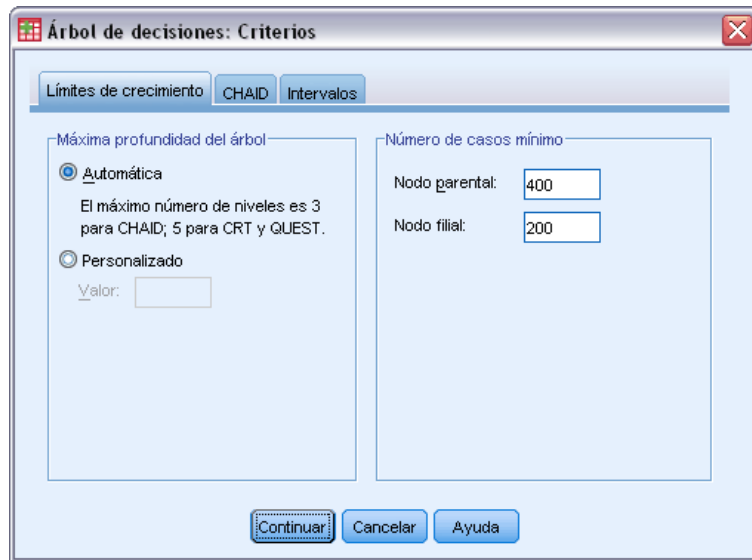 Árbol de decisiones: Criterios
Límites de crecimiento
CHAID
Intervalos
Máxima profundidad del árbol
Automática
El máximo número de niveles es 3
para CHAID; 5 para CRT y QUEST.
Personalizado
Valor:
Número de casos mínimo
Nodo parental:
400
Nodo filial:
200
Continuar
Cancelar
Ayuda